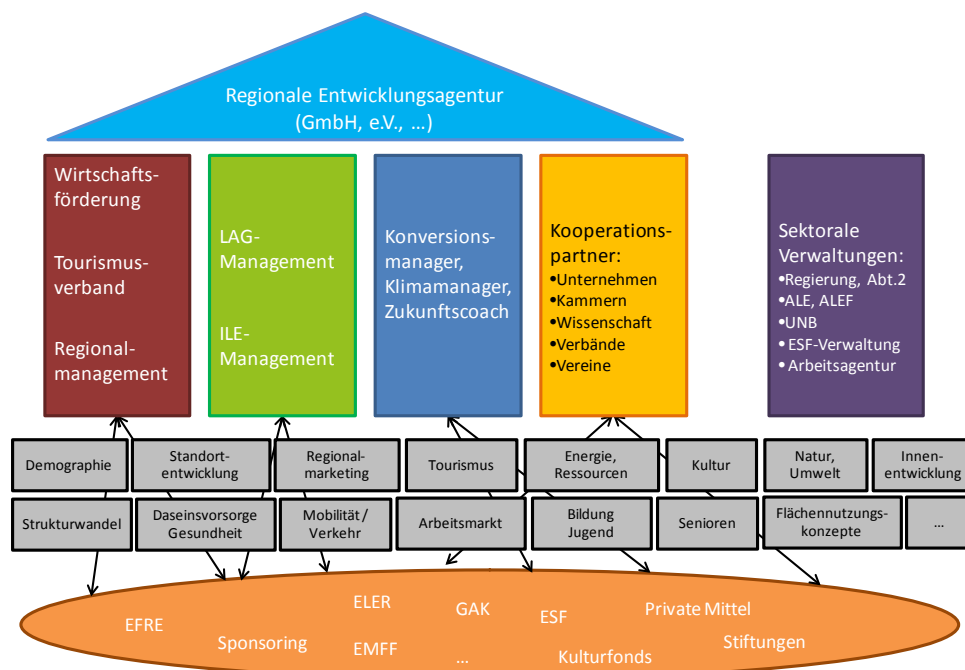 Regionale Entwicklungsagentur
(GmbH, e.V., …)
Wirtschafts-
förderung
Tourismus-
verband
Regional-
management
LAG-
Management
ILE-
Management
Konversions-
manager,
Klimamanager,
Zukunftscoach
Kooperations-
partner:
•Unternehmen
•Kammern
•Wissenschaft
•Verbände
•Vereine
Sektorale
Verwaltungen:
•Regierung, Abt.2
•ALE, ALEF
•UNB
•ESF-Verwaltung
•Arbeitsagentur
Demographie
Standort-
entwicklung
Regional-
marketing
Tourismus
Energie,
Ressourcen
Kultur
Natur,
Umwelt
Innen-
entwicklung
Strukturwandel
Daseinsvorsorge
Gesundheit
Mobilität /
Verkehr
Arbeitsmarkt
Bildung
Jugend
Senioren
Flächennutzungs-
konzepte
…
EFRE
Sponsoring
ELER
EMFF
GAK
…
ESF
Kulturfonds
Private Mittel
Stiftungen